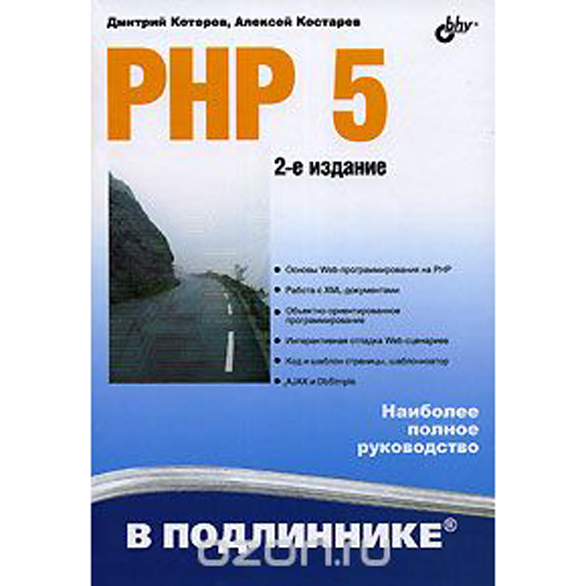 Дмитрий Котеров, Алексей Костарев
bhv®
PHP 5
2-е издание
Основы Web-программирования на PHP
Работа с XML-документами
Объектно-ориентированное
программирование
Интерактивная отладка Web-сценариев
Код и шаблон страницы, шаблонизатор
AJAX и DbSimple
Наиболее
полное
руководство
В ПОДЛИННИКЕ®
ozon.ru